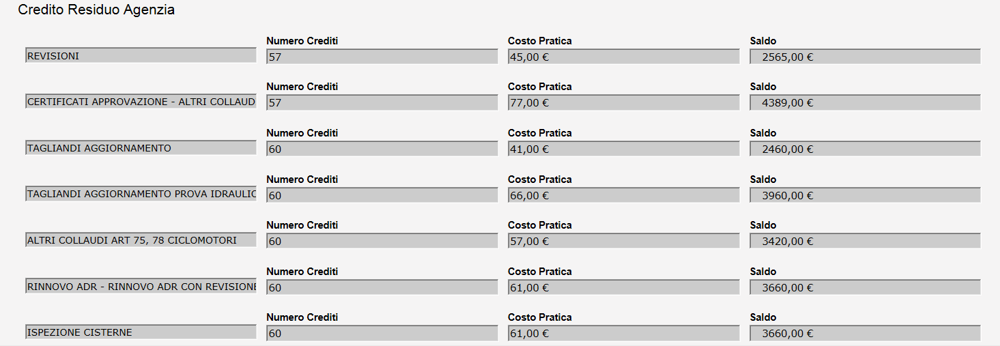 Credito Residuo Agenzia
Numero Crediti Costo Pratica Saldo
REVISIONI 57 45,00 € 2565,00 €
Numero Crediti Costo Pratica Saldo
CERTIFICATI APPROVAZIONE - ALTRI COLLAUD 57 77,00 € 4389,00 €
Numero Crediti Costo Pratica Saldo
TAGLIANDI AGGIORNAMENTO 60 41,00 € 2460,00 €
Numero Crediti Costo Pratica Saldo
TAGLIANDI AGGIORNAMENTO PROVA IDRAULIC 60 66,00 € 3960,00 €
Numero Crediti Costo Pratica Saldo
ALTRI COLLAUDI ART 75, 78 CICLOMOTORI 60 57,00 € 3420,00 €
Numero Crediti Costo Pratica Saldo
RINNOVO ADR - RINNOVO ADR CON REVISIONE 60 61,00 € 3660,00 €
Numero Crediti Costo Pratica Saldo
ISPEZIONE CISTERNE 60 61,00 € 3660,00 €